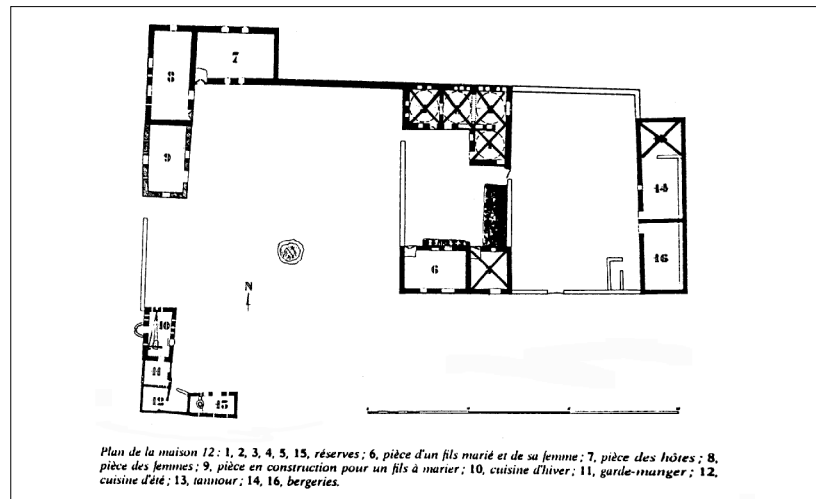 7
8
9
14
16
6
N
10
11
12
13
Plan de la maison 12 : 1, 2, 3, 4, 5, 15, réserves ; 6, pièce d'un fils marié et de sa femme ; 7, pièce des hôtes ; 8,
pièce des femmes ; 9, pièce en construction pour un fils à marier ; 10, cuisine d'hiver ; 11, garde-manger ; 12,
cuisine d'été ; 13, tannour ; 14, 16, bergeries.